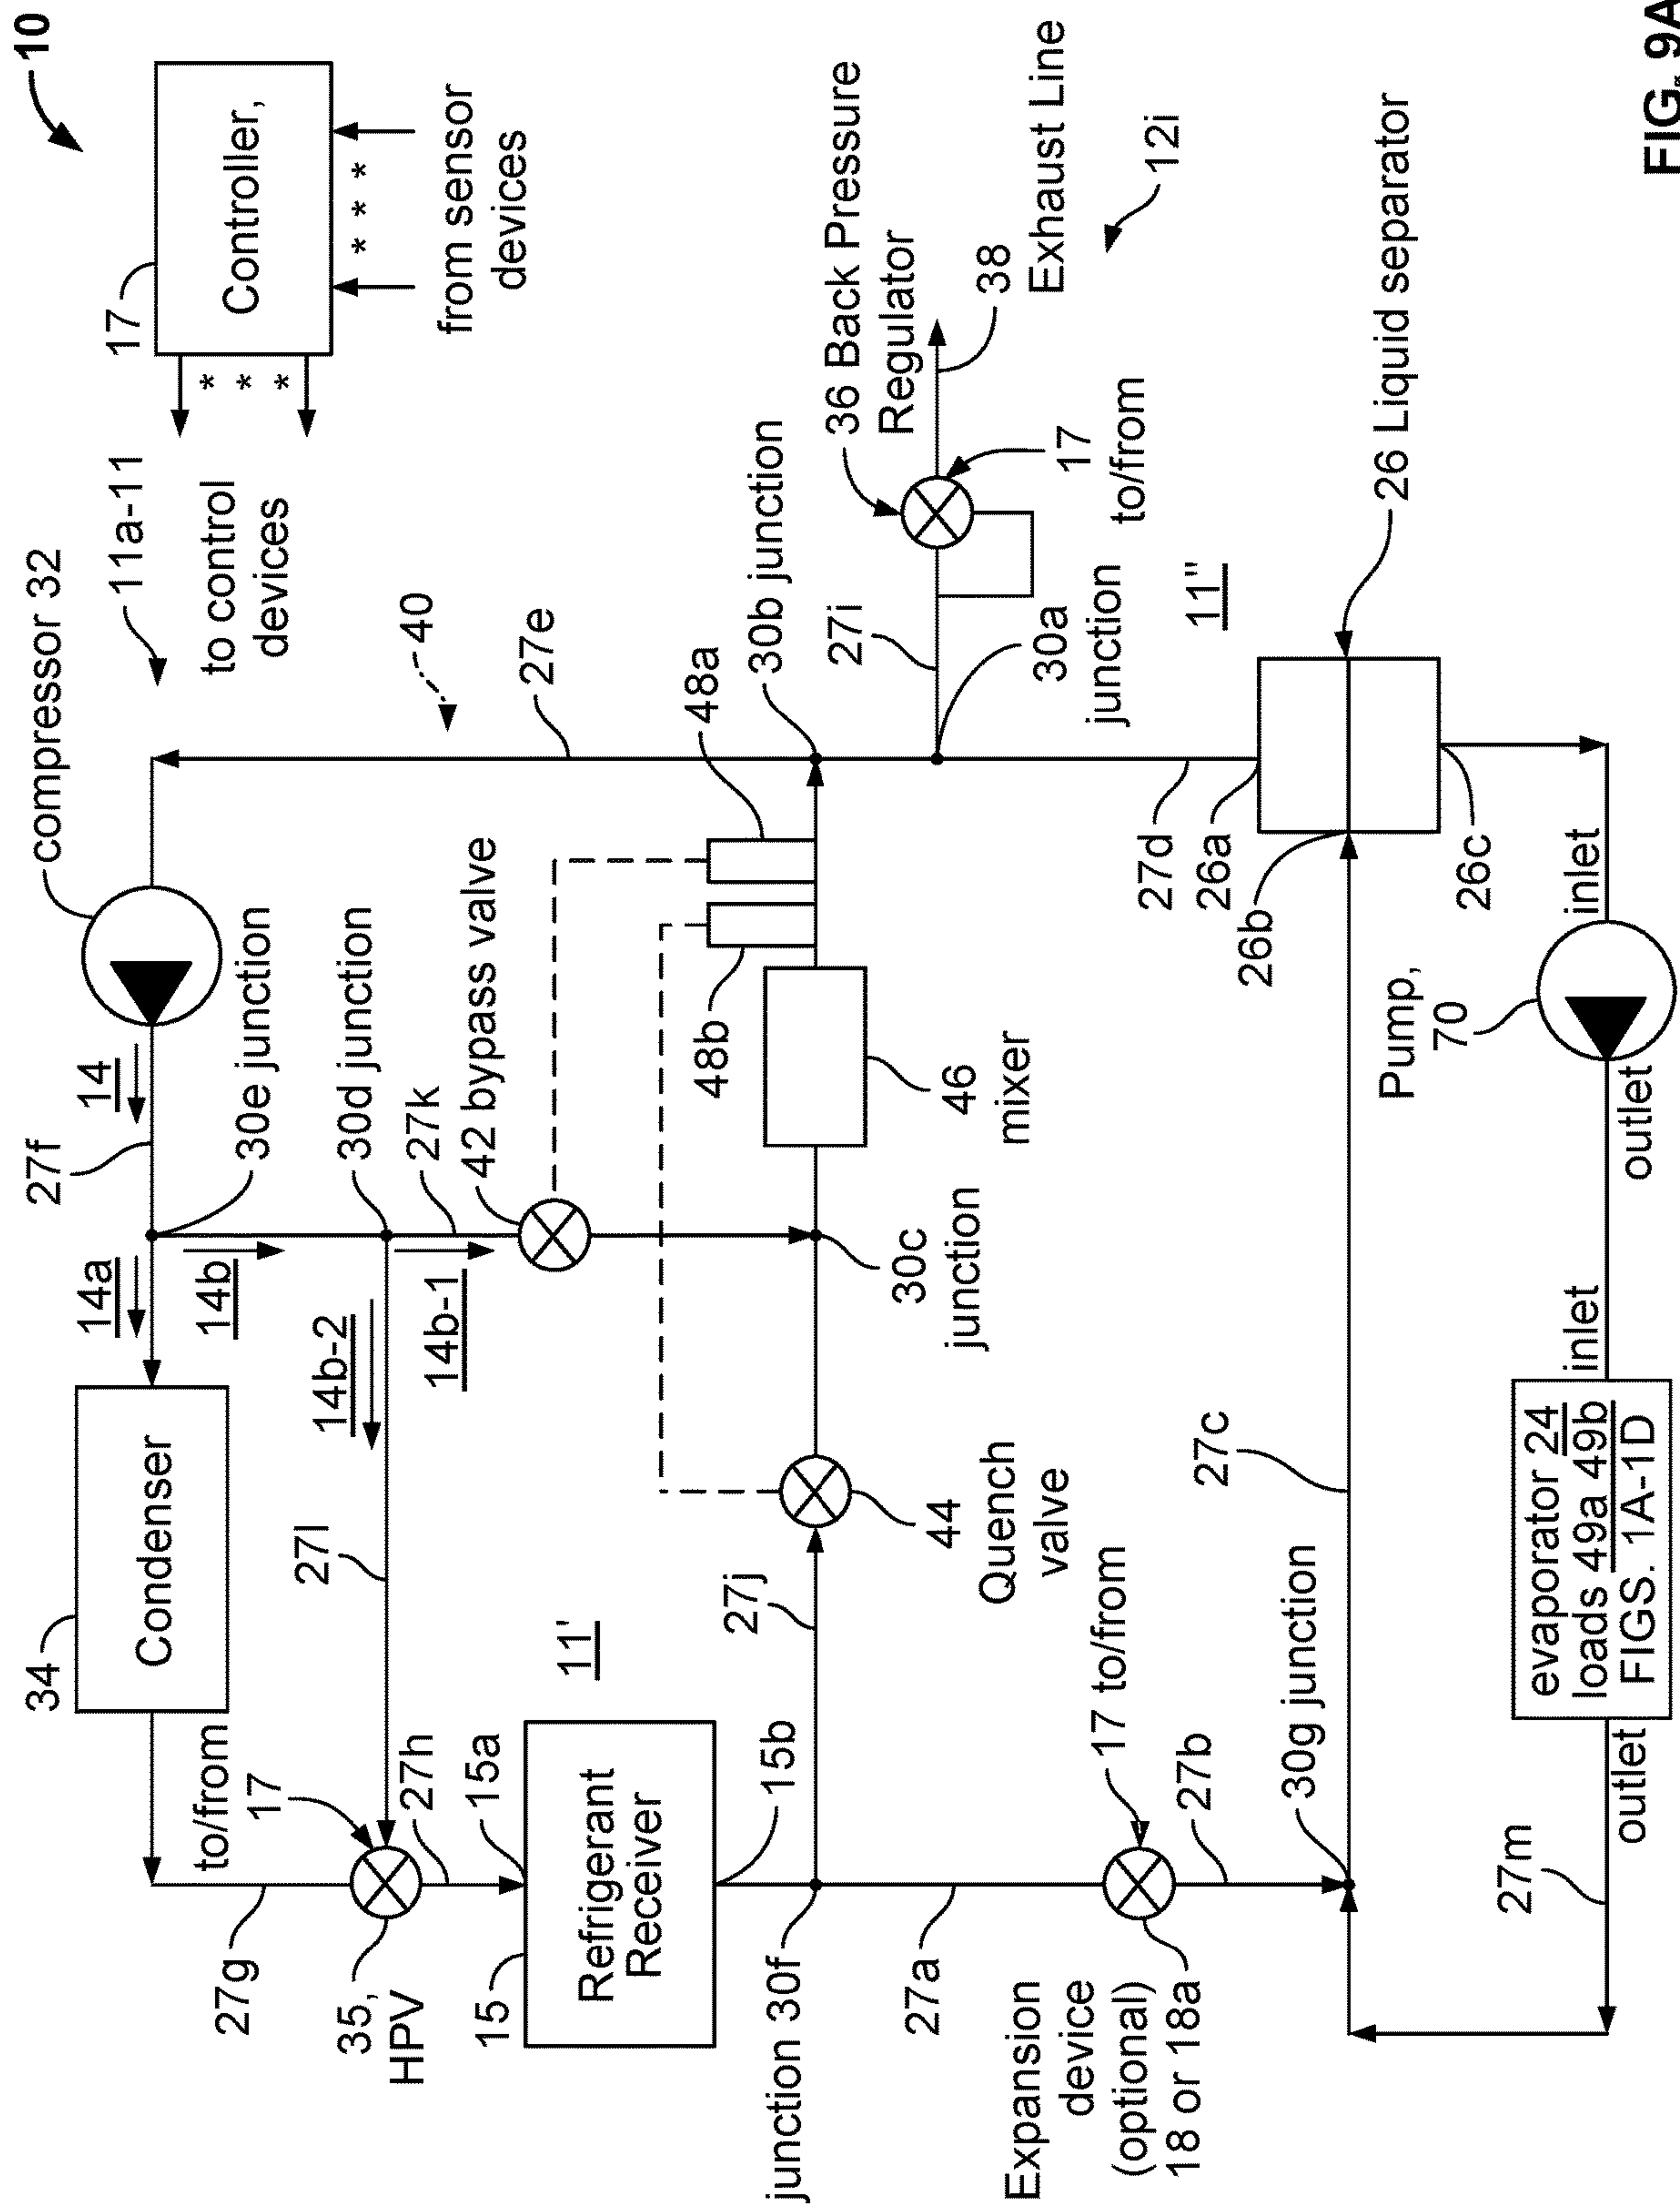 10
17
Controller,
from sensor
devices
* * *
* * *
11a-11
to control
devices
compressor 32
40
27e
14
27f
30e junction
30d junction
27k
42 bypass valve
48a
48b
46
mixer
30b junction
27i
30a
junction
36 Back Pressure
Regulator
17
to/from
38
Exhaust Line
12i
11"
26 Liquid separator
27d
26a
26b
26c
inlet
Pump,
70
outlet
14a
14b
14b-2
14b-1
30c
junction
34
Condenser
27l
to/from
17
27g
35,
HPV
27h
15a
15
Refrigerant
Receiver
11'
15b
27j
44
Quench
valve
junction 30f
27a
17 to/from
27b
Expansion
device
(optional)
18 or 18a
30g junction
27c
inlet
evaporator 24
loads 49a 49b
FIGS. 1A-1D
outlet
27m
FIG. 9A